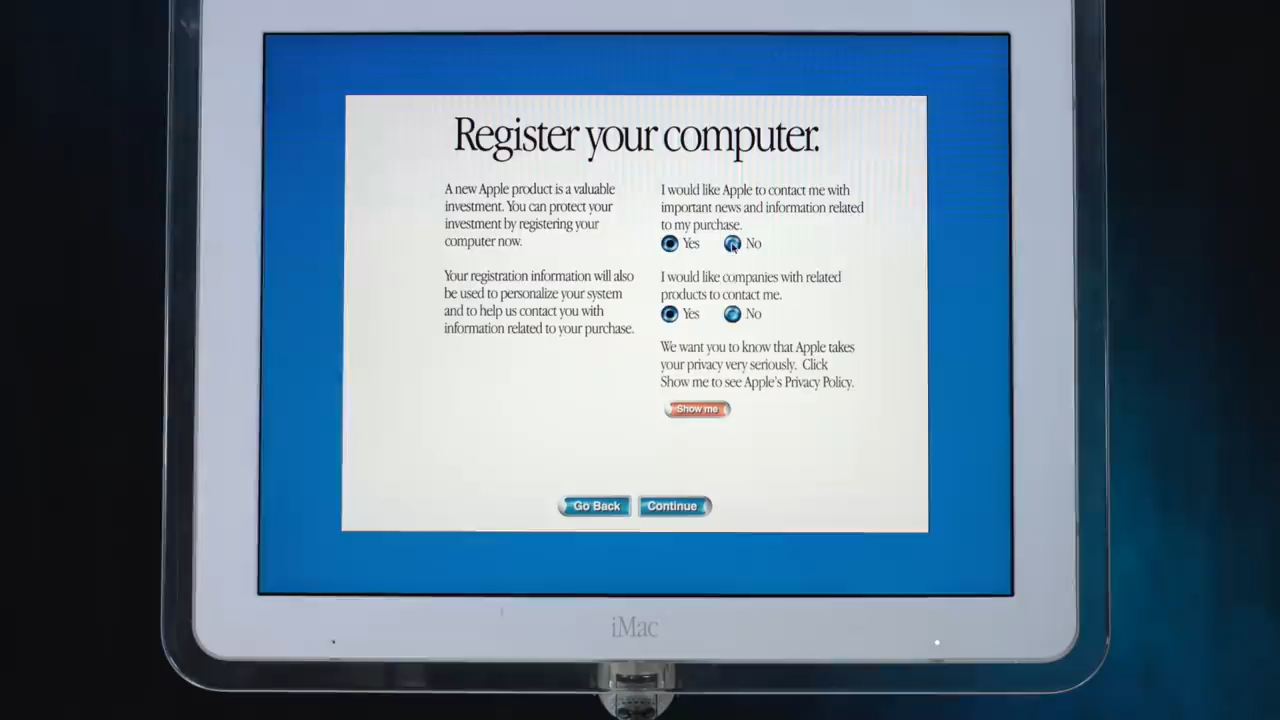 Register your computer.
A new Apple product is a valuable
investment. You can protect your
investment by registering your
computer now.
Your registration information will also
be used to personalize your system
and to help us contact you with
information related to your purchase.
I would like Apple to contact me with
important news and information related
to my purchase.
Yes No
I would like companies with related
products to contact me.
Yes No
We want you to know that Apple takes
your privacy very seriously. Click
Show me to see Apple's Privacy Policy.
Show me
Go Back Continue
iMac